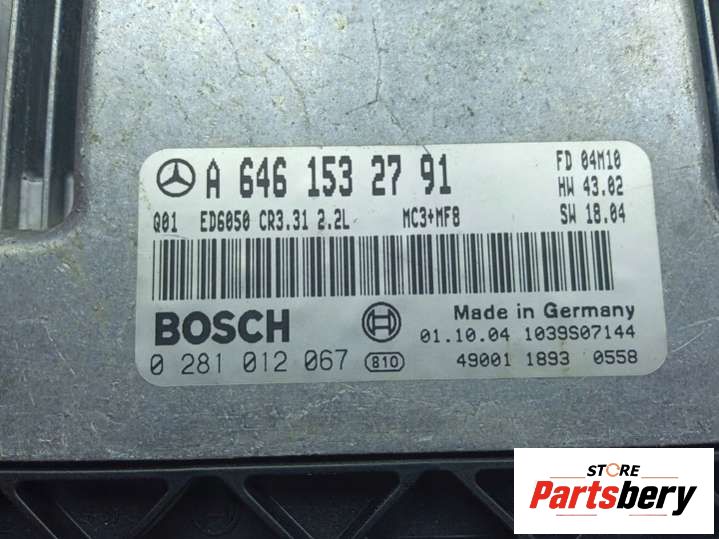 A 646 153 27 91
FD 04M10
HW 43.02
Q01 ED6050 CR3.31 2.2L MC3+MF8 SW 18.04
BOSCH
Made in Germany
01.10.04 1039S07144
0 281 012 067 810 49001 1893 0558
STORE
Partsbery